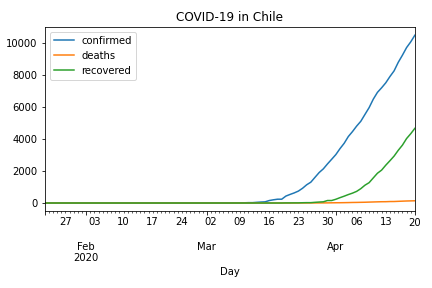 COVID-19 in Chile
confirmed
deaths
recovered
10000
8000
6000
4000
2000
0
27 03 10 17 24 02 09 16 23 30 06 13 20
Feb Mar Apr
2020
Day